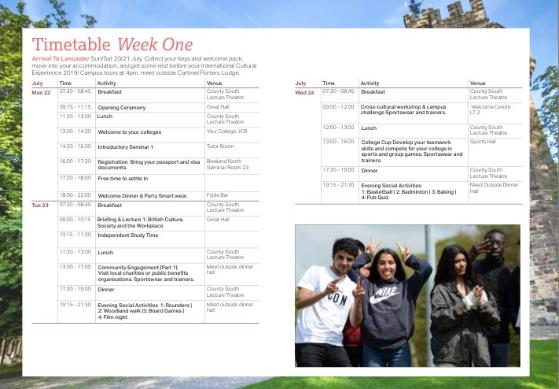 Timetable Week One
Arrival To Lancaster Sun/Sat 20/21 July. Collect your keys and welcome pack,
move into your accommodation, and get some rest before your International Cultural
Experience 2019! Campus tours at 4pm, meet outside Cartmel Porters Lodge.
July Time Activity Venue
Mon 22 07:30 - 08:45 Breakfast County South
Lecture Theatre
09:15 - 11:15 Opening Ceremony Great Hall
11:30 - 13:00 Lunch County South
Lecture Theatre
13:00 - 14:30 Welcome to your colleges Your College JCR
14:30 - 16:00 Introductory Seminar 1 Tutor Room
16:00 - 17:30 Registration Bring your passport and visa
documents. Bowland North
Seminar Room 23
17:30 - 18:00 Free time to settle in
18:00 - 22:00 Welcome Dinner & Party Smart wear. Fylde Bar
Tue 23 07:30 - 08:45 Breakfast County South
Lecture Theatre
09:00 - 10:15 Briefing & Lecture 1: British Culture,
Society and the Workplace Great Hall
10:15 - 11:30 Independent Study Time
11:30 - 13:00 Lunch County South
Lecture Theatre
13:00 - 17:00 Community Engagement (Part 1)
Visit local charities or public benefits
organisations. Sportwear and trainers. Meet outside dinner
hall
17:30 - 19:00 Dinner County South
Lecture Theatre
19:15 - 21:30 Evening Social Activities 1: Rounders |
2: Woodland walk |3: Board Games |
4: Film night Meet outside dinner
hall
July Time Activity Venue
Wed 24 07:30 - 08:45 Breakfast County South
Lecture Theatre
09:00 - 12:00 Cross-cultural workshop & campus
challenge Sportwear and trainers. Welcome Centre
LT 2
12:00 - 13:00 Lunch County South
Lecture Theatre
13:00 - 16:00 College Cup Develop your teamwork
skills and compete for your college in
sports and group games. Sportwear and
trainers. Sports Hall
17:30 - 19:00 Dinner County South
Lecture Theatre
19:15 - 21:30 Evening Social Activities
1: Basketball | 2: Badminton | 3: Baking |
4: Pub Quiz Meet Outside Dinner
Hall
CON
NIKE